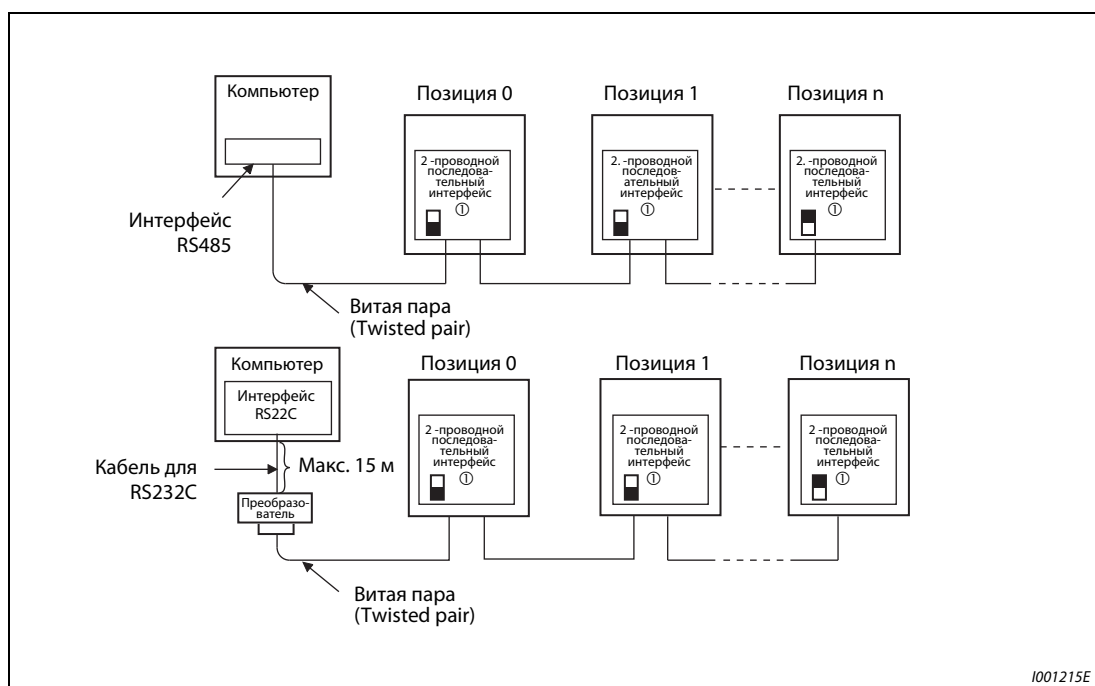 Компьютер
Позиция 0
Позиция 1
Позиция n
2 -проводной
последова-
тельный
интерфейс
①
2. -проводной
последов-
ательный
интерфейс
①
2. -проводной
последова-
тельный
интерфейс
①
Интерфейс
RS485
Витая пара
(Twisted pair)
Компьютер
Интерфейс
RS22C
Позиция 0
Позиция 1
Позиция n
2 -проводной
последова-
тельный
интерфейс
①
2 -проводной
последова-
тельный
интерфейс
①
2 -проводной
последова-
тельный
интерфейс
①
Кабель для
RS232C
Макс. 15 м
Преобразо-
ватель
Витая пара
(Twisted pair)
I001215E